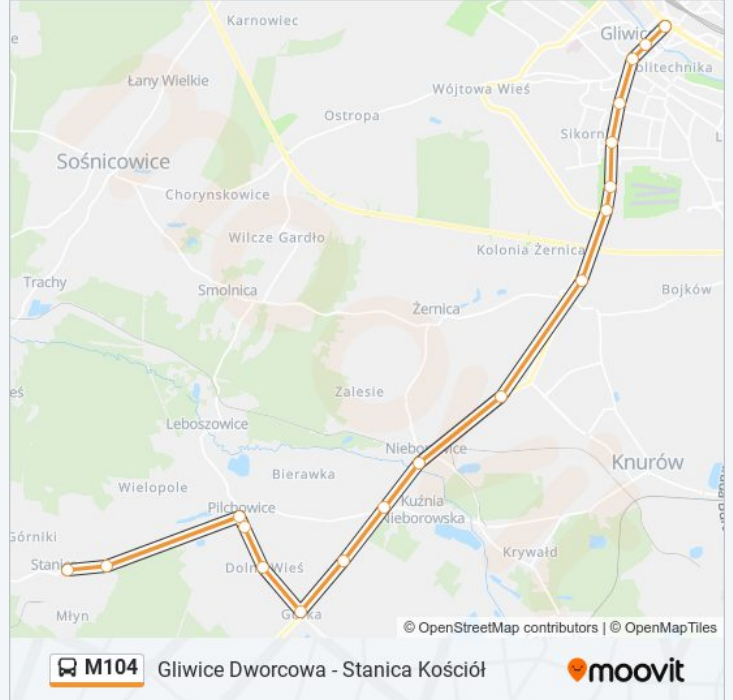 Karnowiec
Gliwic
Politechnika
Łany Wielkie
Wójtowa Wieś
Ostropa
Sikorn
Sośnicowice
Chorynskowice
Wilcze Gardło
Kolonia Żernica
Trachy
Smolnica
Bojków
Żernica
Zalesie
Leboszowice
Nieborowice
Knurów
Bierawka
Wielopole
Kuźnia
Nieborowska
Pilchowice
Górniki
Krywałd
Stani
Dolna Wieś
Górka
Młyn
© OpenStreetMap contributors | © OpenMapTiles
M104 Gliwice Dworcowa - Stanica Kościół
moovit